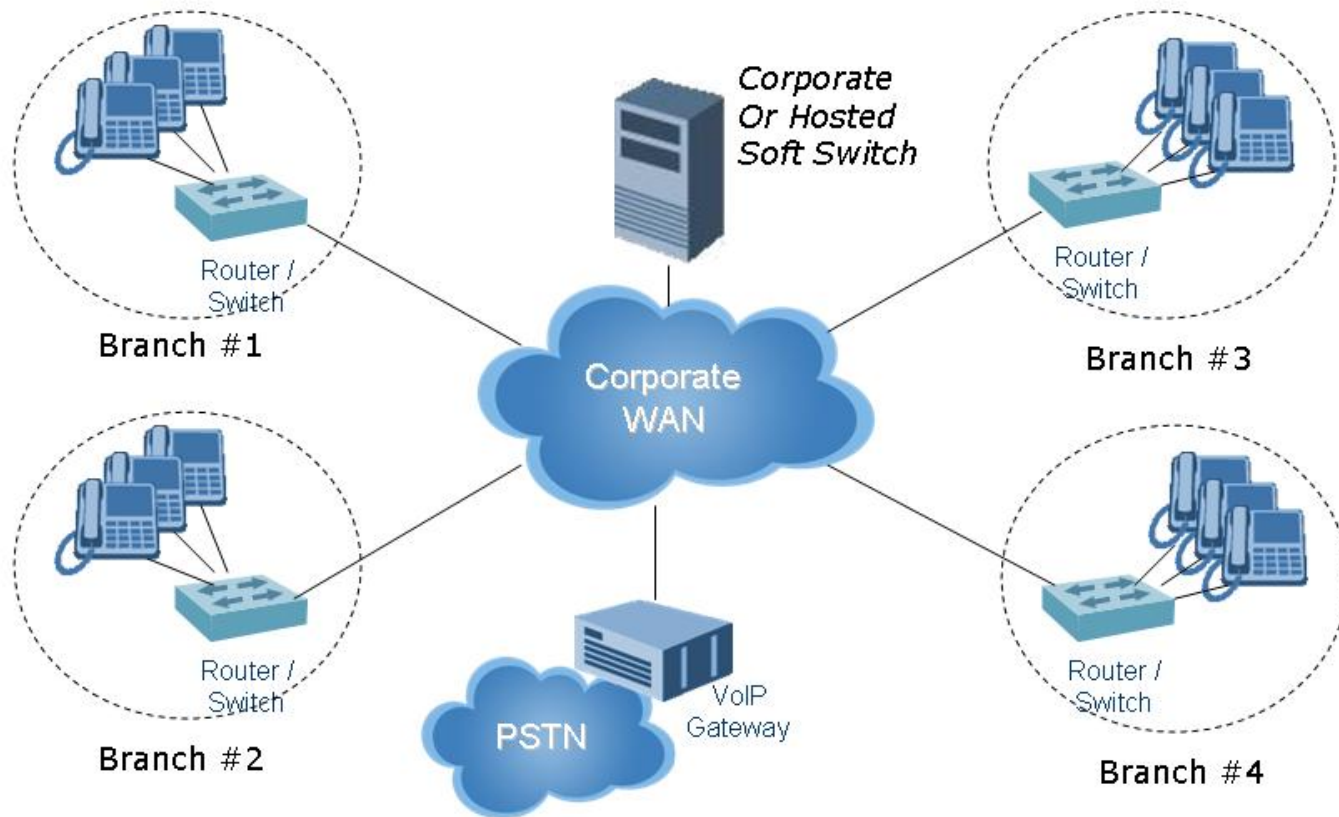 Corporate
Or Hosted
Soft Switch
Router /
Switch
Branch #1
Router /
Switch
Branch #3
Corporate
WAN
Router /
Switch
Branch #2
VoIP
Gateway
PSTN
Router /
Switch
Branch #4